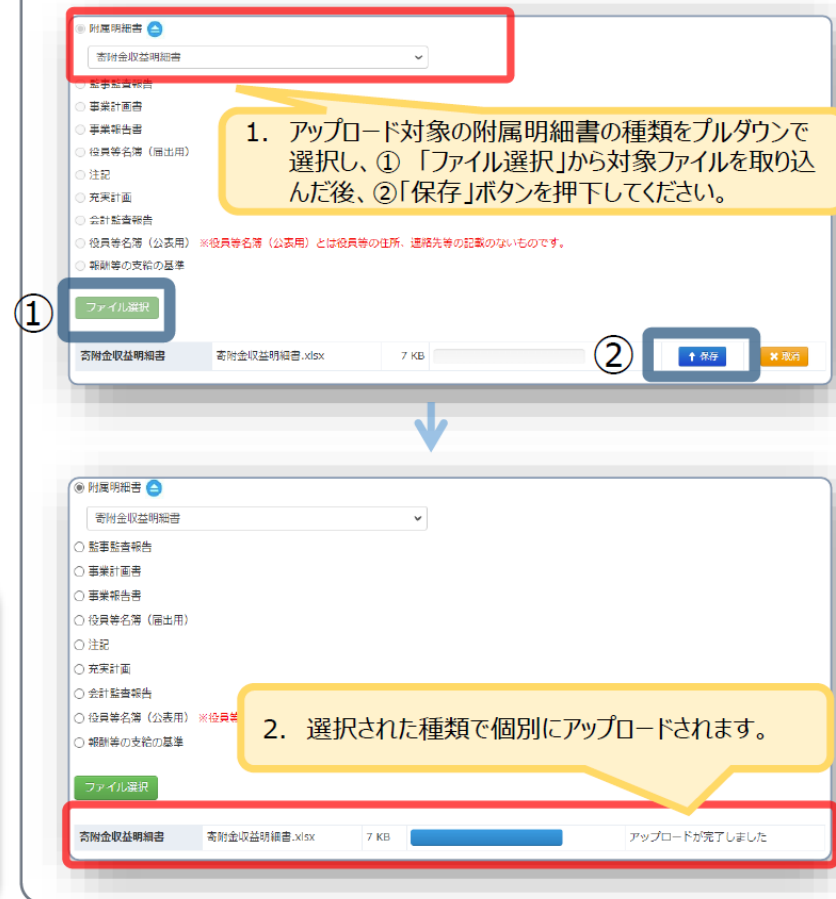 附属明細書
寄附金収益明細書
監事監査報告
1. アップロード対象の附属明細書の種類をプルダウンで
選択し、① 「ファイル選択」から対象ファイルを取り込
んだ後、②「保存」ボタンを押下してください。
事業計画書
事業報告書
役員等名簿（届出用）
注記
充実計画
会計監査報告
役員等名簿（公表用） ※役員等名簿（公表用）とは役員等の住所、連絡先等の記載のないものです。
報酬等の支給の基準
① ファイル選択
寄附金収益明細書 寄附金収益明細書.xlsx 7 KB ② 保存 取消
附属明細書
寄附金収益明細書
監事監査報告
事業計画書
事業報告書
役員等名簿（届出用）
注記
充実計画
会計監査報告
役員等名簿（公表用） ※役員等
2. 選択された種類で個別にアップロードされます。
報酬等の支給の基準
ファイル選択
寄附金収益明細書 寄附金収益明細書.xlsx 7 KB アップロードが完了しました